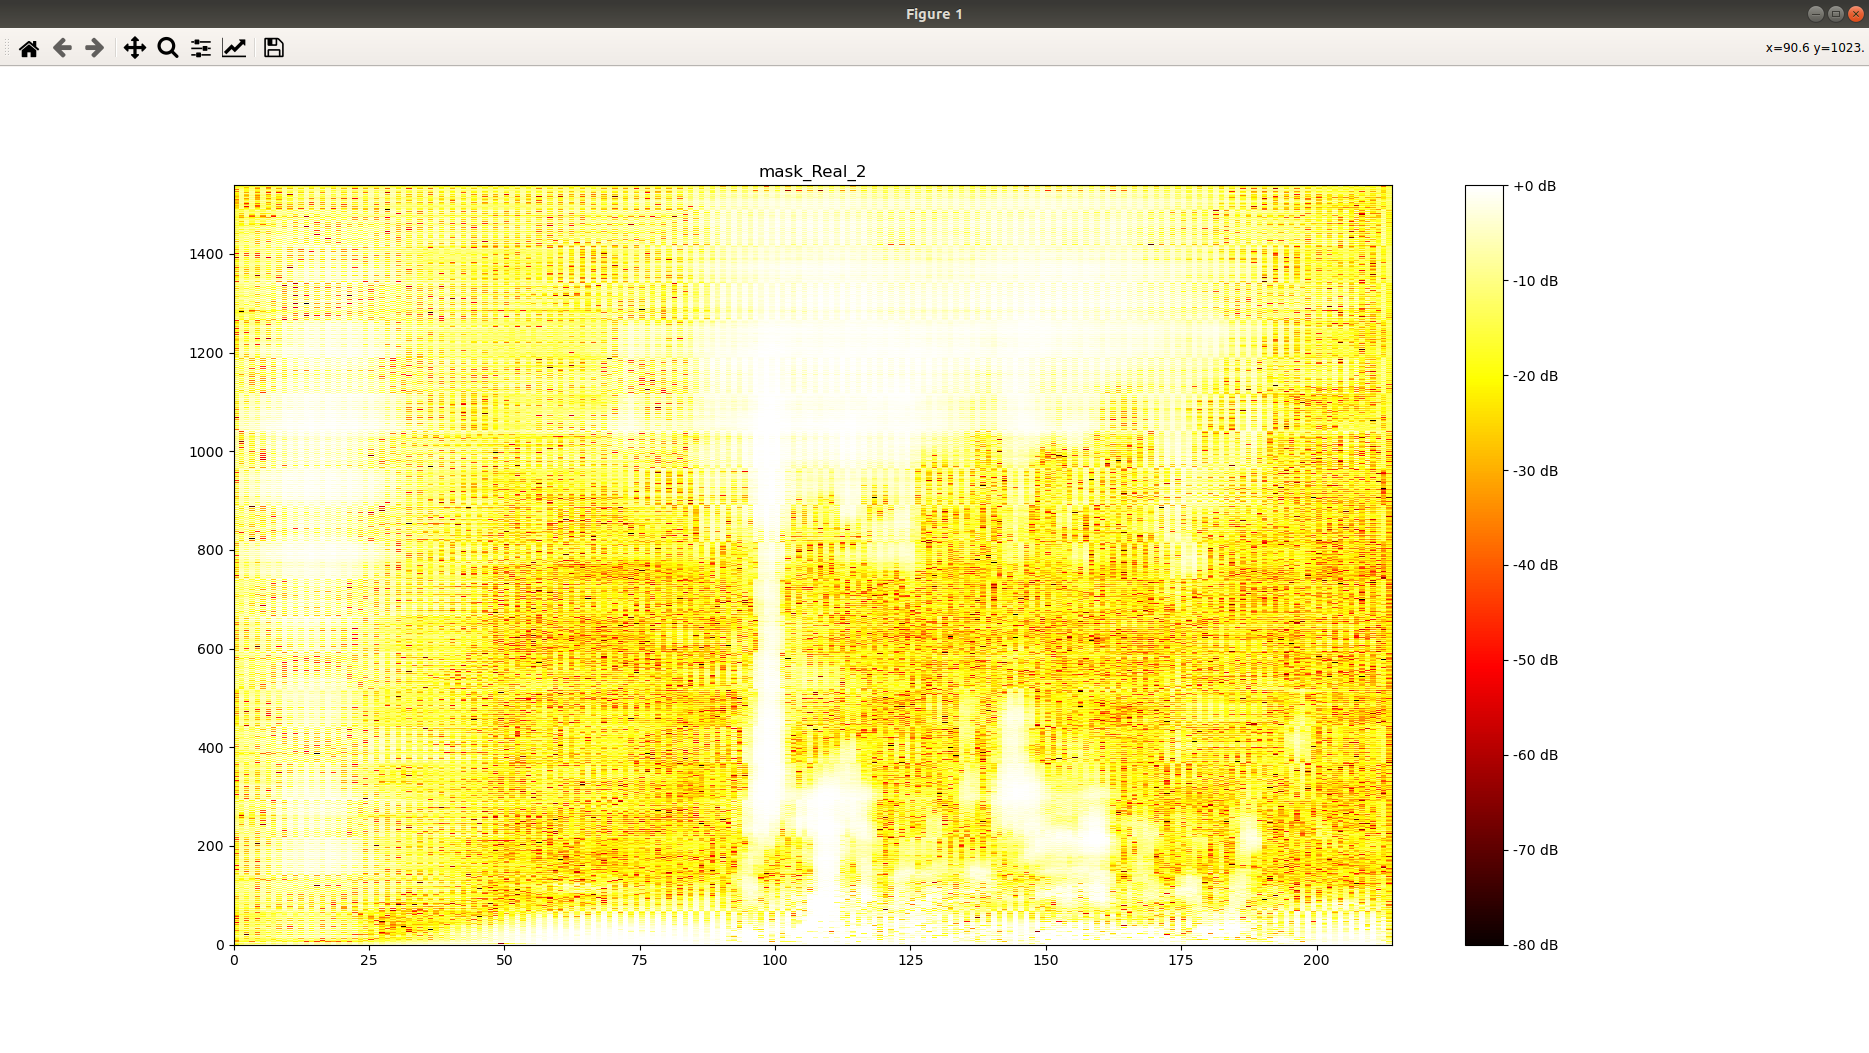 Figure 1
x=90.6 y=1023.
mask_Real_2
1400
1200
1000
800
600
400
200
0
0 25 50 75 100 125 150 175 200
+0 dB
-10 dB
-20 dB
-30 dB
-40 dB
-50 dB
-60 dB
-70 dB
-80 dB